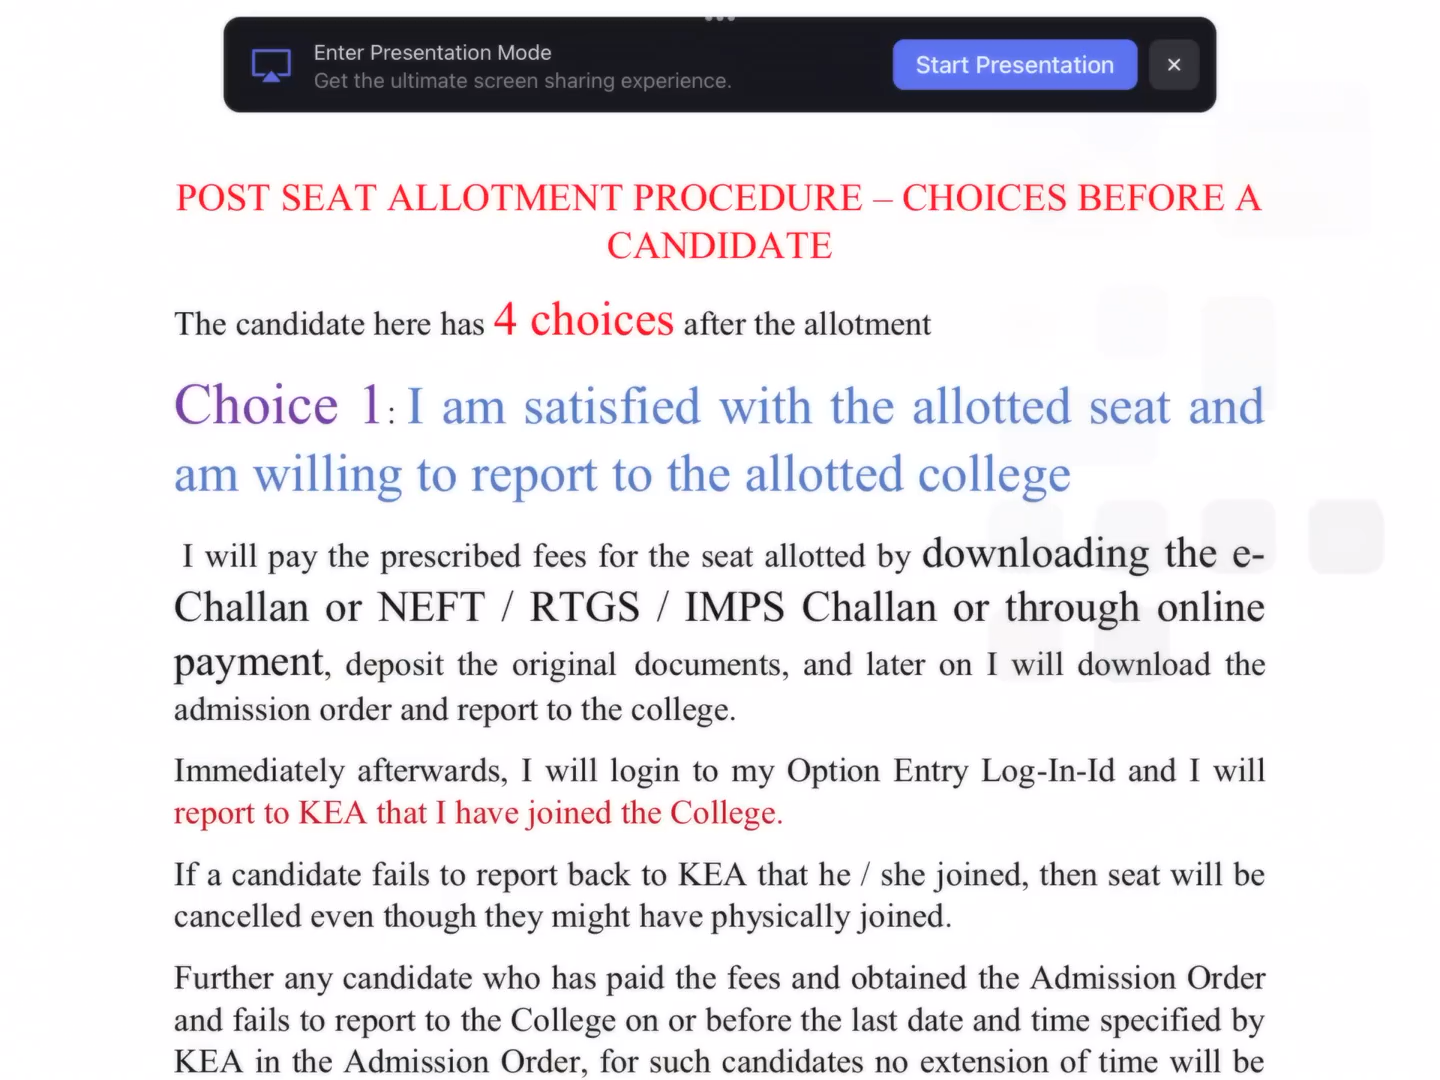 Enter Presentation Mode
Get the ultimate screen sharing experience.
Start Presentation
POST SEAT ALLOTMENT PROCEDURE – CHOICES BEFORE A
CANDIDATE
The candidate here has 4 choices after the allotment
Choice 1: I am satisfied with the allotted seat and
am willing to report to the allotted college
I will pay the prescribed fees for the seat allotted by downloading the e-
Challan or NEFT / RTGS / IMPS Challan or through online
payment, deposit the original documents, and later on I will download the
admission order and report to the college.
Immediately afterwards, I will login to my Option Entry Log-In-Id and I will
report to KEA that I have joined the College.
If a candidate fails to report back to KEA that he / she joined, then seat will be
cancelled even though they might have physically joined.
Further any candidate who has paid the fees and obtained the Admission Order
and fails to report to the College on or before the last date and time specified by
KEA in the Admission Order, for such candidates no extension of time will be